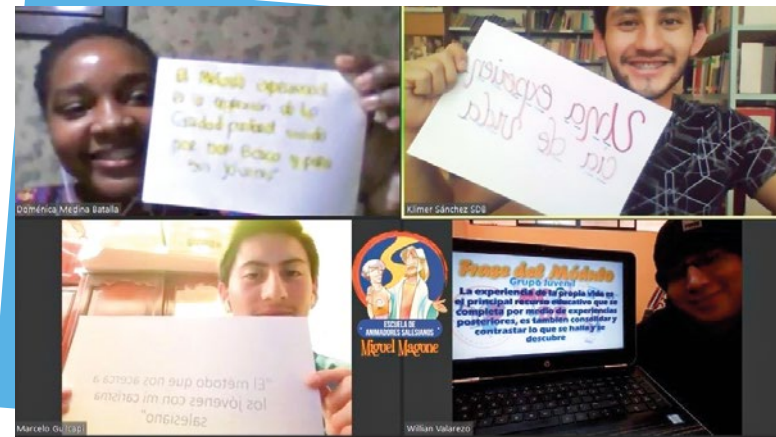 El Método experiencial
es la expresión de la
Caridad pastoral vivida
por Don Bosco y para
sus jóvenes"
Doménica Medina Batalla
Una experien
cia de vida
Klimer Sánchez SDB
"El método que nos acerca a
los jóvenes con mi carisma
salesiano"
Marcelo
ESCUELA DE
ANIMADORES SALESIANOS
Miguel Magone
Frase del Módulo
Grupo Juvenil
La experiencia de la propia vida es
el principal recurso educativo que se
completa por medio de experiencias
posteriores, es también consolidar y
contrastar lo que se halla y se
descubre
Willian Valarezo